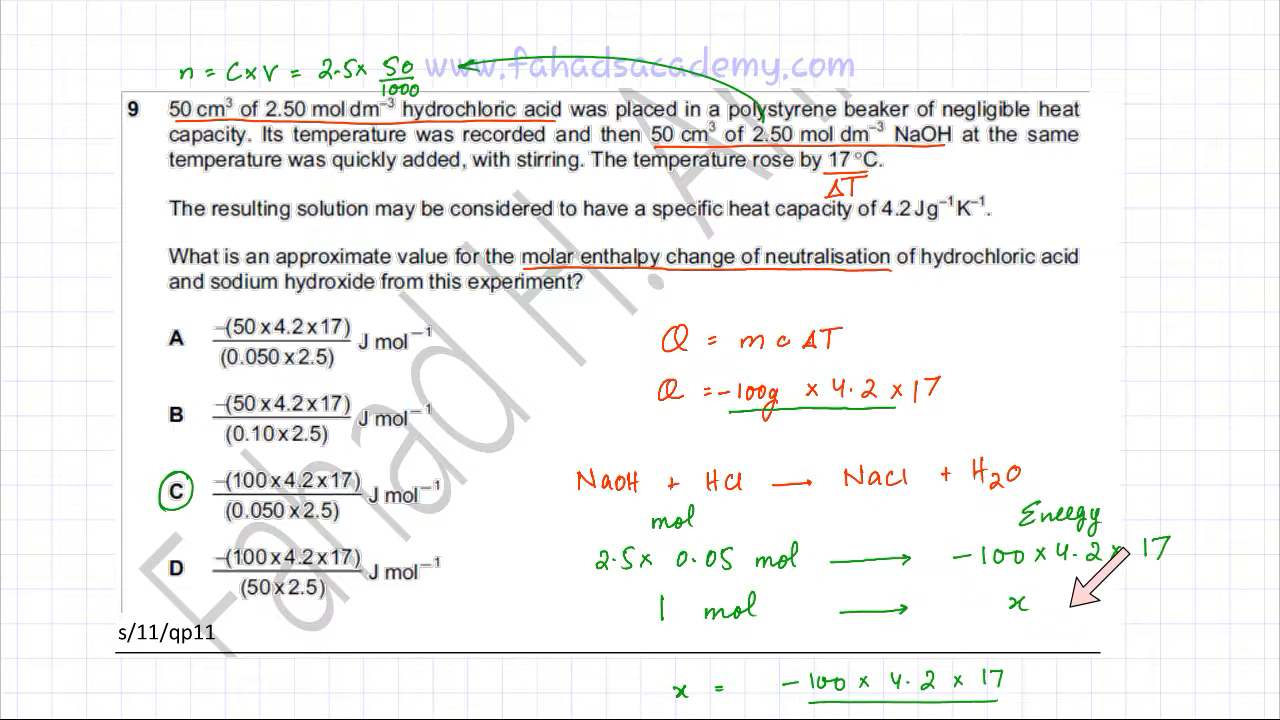 www.fahadsacademy.com
n = C x V = 2.5 x 50/1000
9 50 cm³ of 2.50 mol dm⁻³ hydrochloric acid was placed in a polystyrene beaker of negligible heat
capacity. Its temperature was recorded and then 50 cm³ of 2.50 mol dm⁻³ NaOH at the same
temperature was quickly added, with stirring. The temperature rose by 17 °C.
ΔT
The resulting solution may be considered to have a specific heat capacity of 4.2 J g⁻¹ K⁻¹.
What is an approximate value for the molar enthalpy change of neutralisation of hydrochloric acid
and sodium hydroxide from this experiment?
A –(50 x 4.2 x 17)/(0.050 x 2.5) J mol⁻¹
B –(50 x 4.2 x 17)/(0.10 x 2.5) J mol⁻¹
C –(100 x 4.2 x 17)/(0.050 x 2.5) J mol⁻¹
D –(100 x 4.2 x 17)/(50 x 2.5) J mol⁻¹
Q = m c ΔT
Q = -100g x 4.2 x 17
NaOH + HCl → NaCl + H₂O
mol Energy
2.5 x 0.05 mol → -100 x 4.2 x 17
1 mol → x
s/11/qp11
x = -100 x 4.2 x 17
Fahad H.